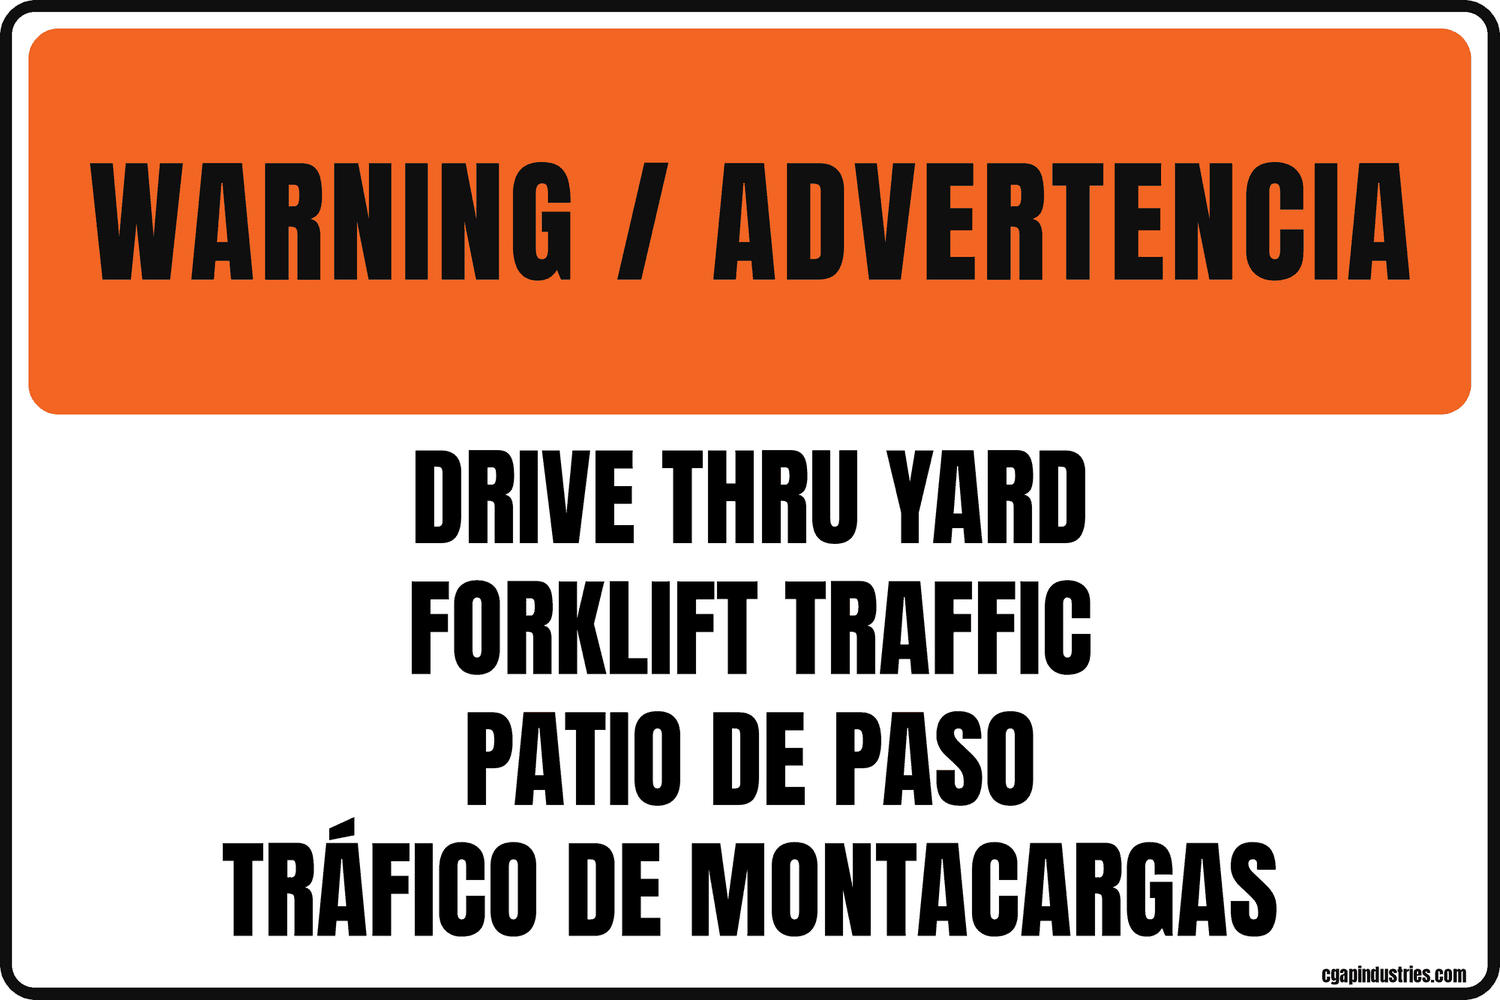 WARNING / ADVERTENCIA
DRIVE THRU YARD
FORKLIFT TRAFFIC
PATIO DE PASO
TRÁFICO DE MONTACARGAS
cgapindustries.com